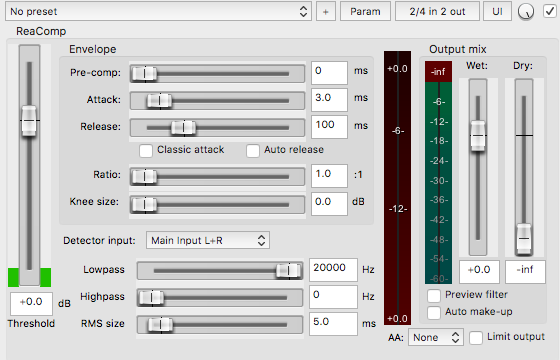 No preset + Param 2/4 in 2 out UI
ReaComp
Envelope Output mix
Pre-comp: 0 ms +0.0 -inf Wet: Dry:
Attack: 3.0 ms
Release: 100 ms
Classic attack Auto release
Ratio: 1.0 :1
Knee size: 0.0 dB
-6-
-12-
+0.0
-6-
-12-
-18-
-24-
-30-
-36-
-42-
-48-
-54-
Detector input: Main Input L+R
Lowpass 20000 Hz +0.0 -inf
Highpass 0 Hz Preview filter
+0.0 dB Auto make-up
Threshold RMS size 5.0 ms
AA: None Limit output